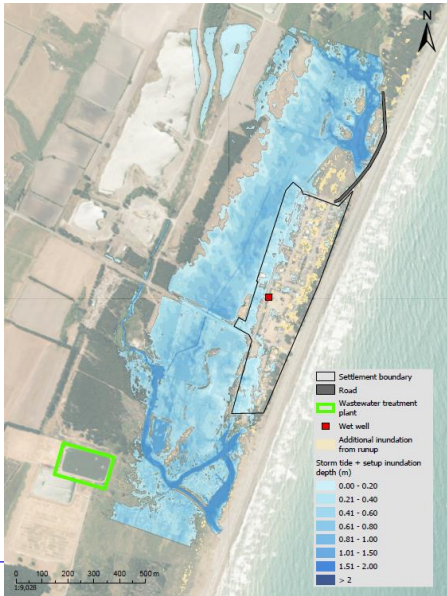 N
Settlement boundary
Road
Wastewater treatment
plant
Wet well
Additional inundation
from runup
Storm tide + setup inundation
depth (m)
0.00 - 0.20
0.21 - 0.40
0.41 - 0.60
0.61 - 0.80
0.81 - 1.00
1.01 - 1.50
1.51 - 2.00
> 2
0 100 200 300 400 500 m
1:9,028